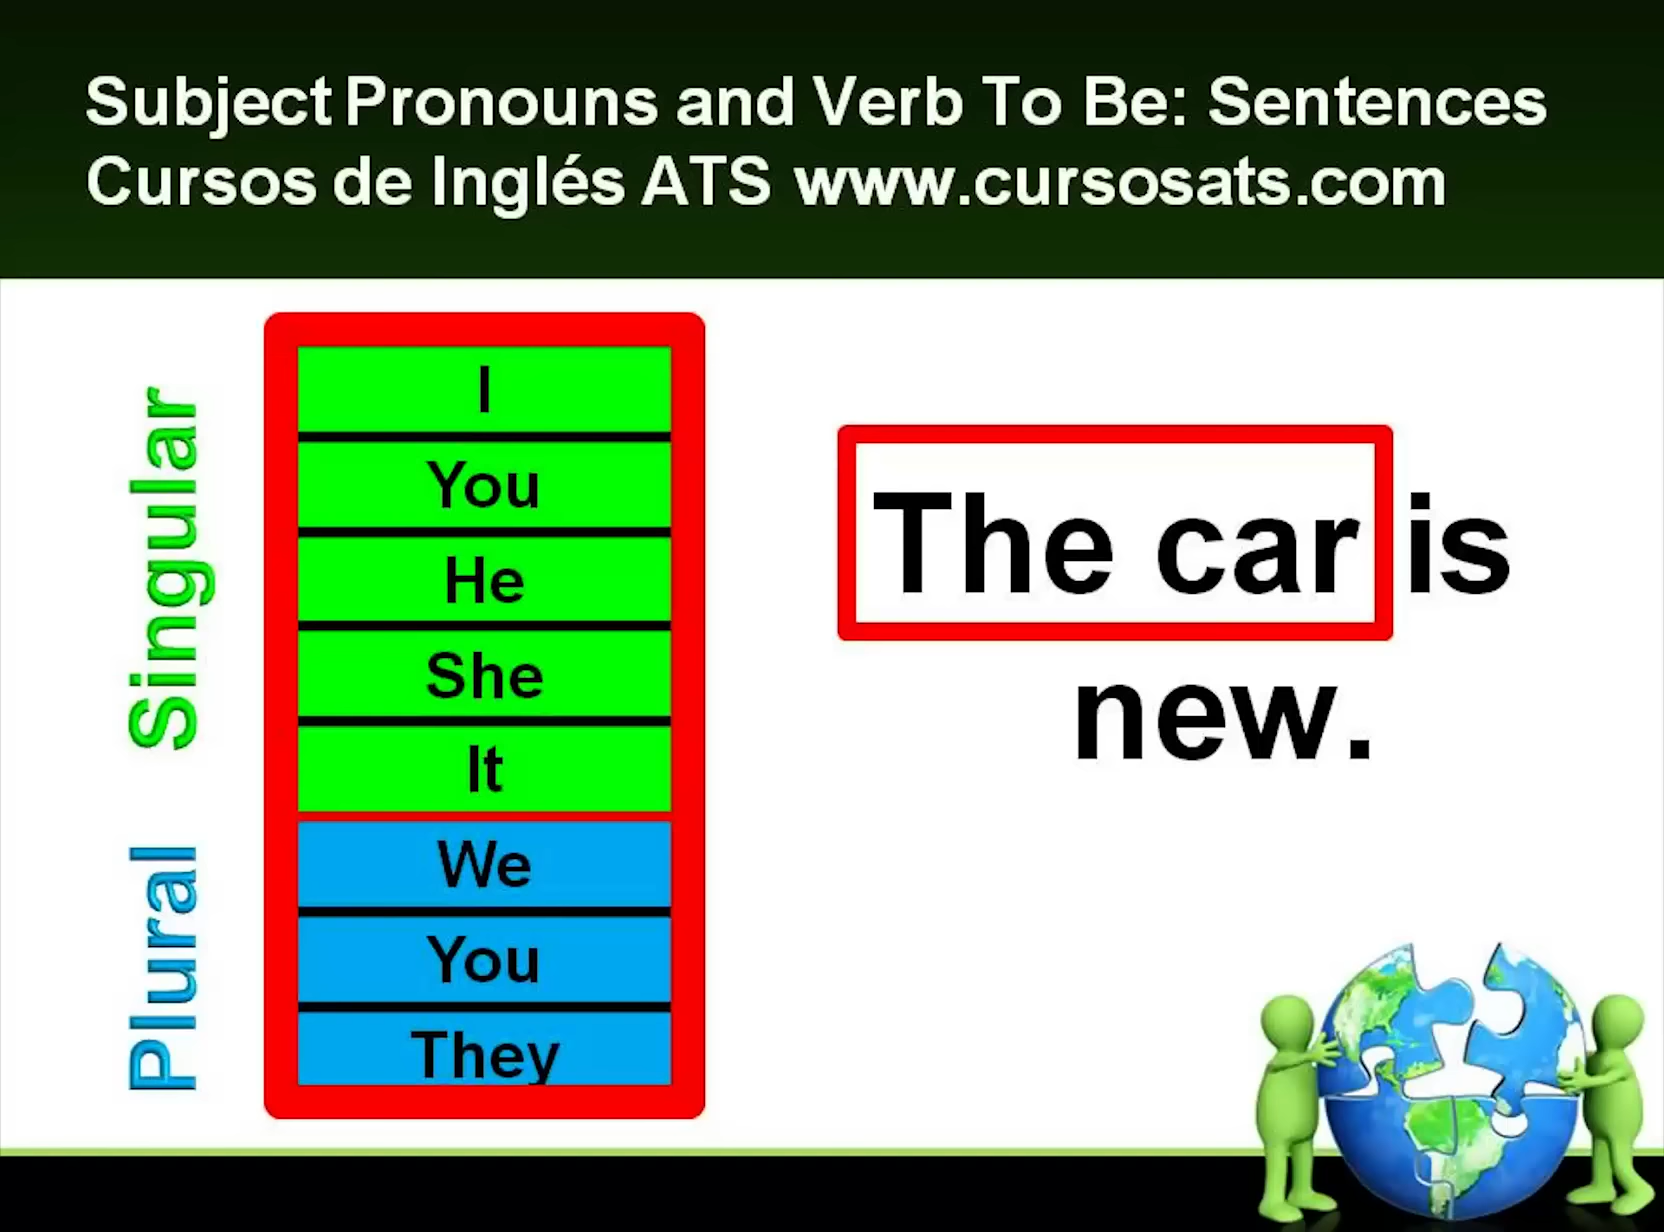 Subject Pronouns and Verb To Be: Sentences
Cursos de Inglés ATS www.cursosats.com
Singular
I
You
He
She
It
Plural
We
You
They
The car is
new.